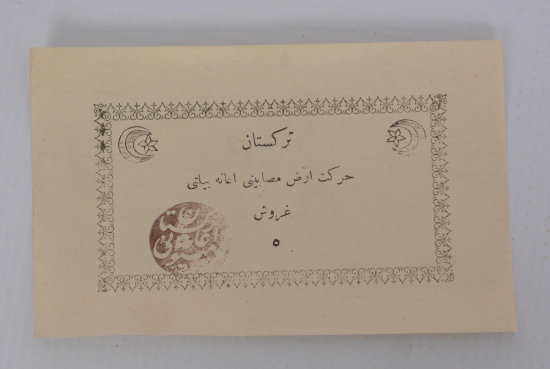 ترکستان
حرکت ارض مصابینی اعانه بیلتی
غروش
٥